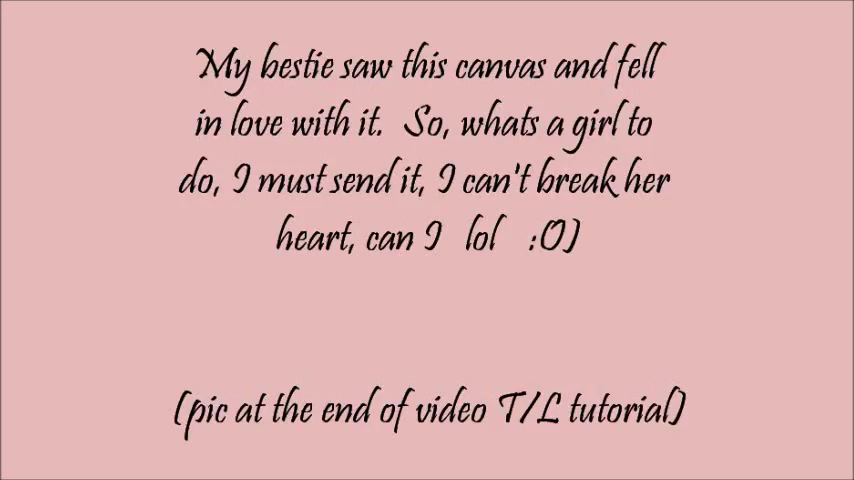 My bestie saw this canvas and fell
in love with it. So, whats a girl to
do, I must send it, I can't break her
heart, can I lol :O)
(pic at the end of video T/L tutorial)